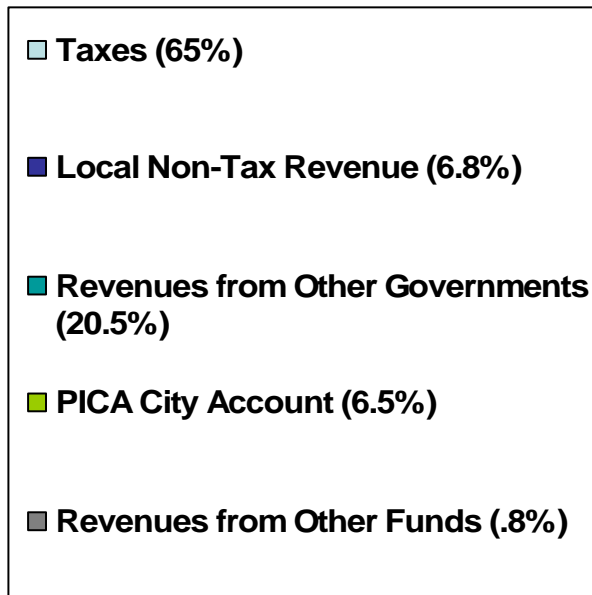 Taxes (65%)
Local Non-Tax Revenue (6.8%)
Revenues from Other Governments
(20.5%)
PICA City Account (6.5%)
Revenues from Other Funds (.8%)